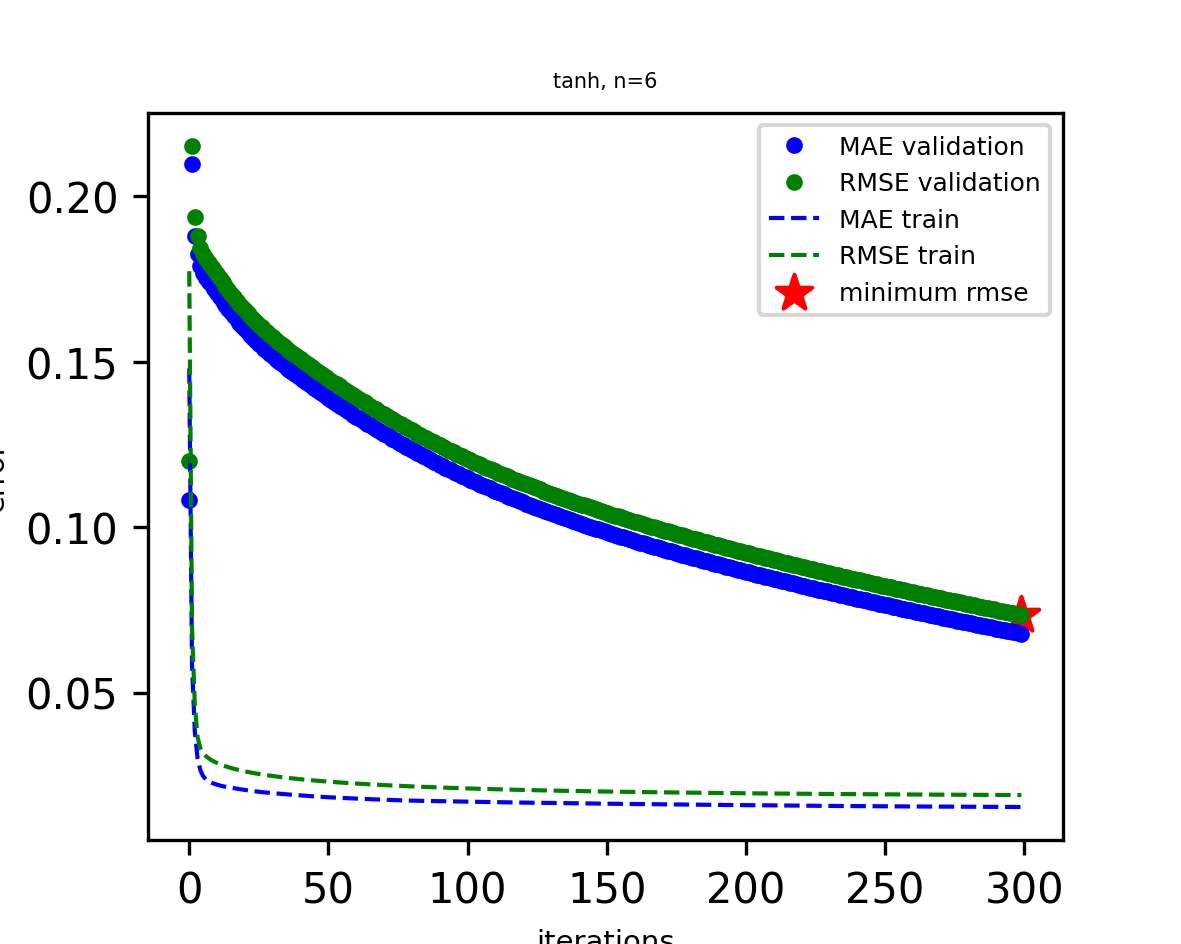 tanh, n=6
MAE validation
RMSE validation
MAE train
RMSE train
minimum rmse
0.20
0.15
0.10
0.05
0 50 100 150 200 250 300
iterations